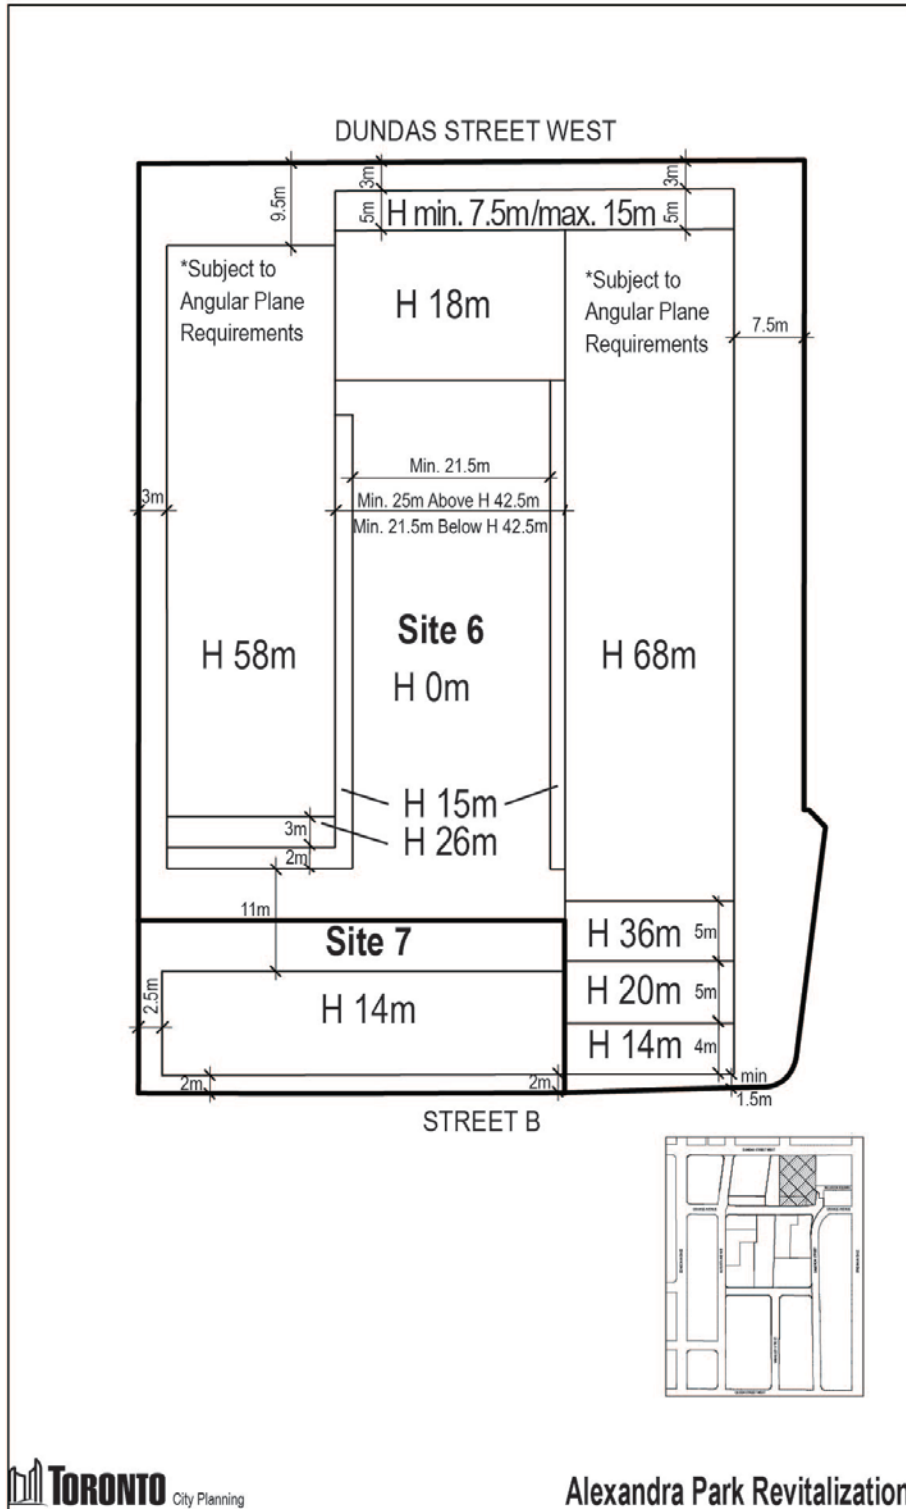 DUNDAS STREET WEST
9.5m
3m
3m
5m
H min. 7.5m/max. 15m
5m
*Subject to
Angular Plane
Requirements
H 18m
*Subject to
Angular Plane
Requirements
7.5m
Min. 21.5m
3m
Min. 25m Above H 42.5m
Min. 21.5m Below H 42.5m
Site 6
H 58m
H 68m
H 0m
H 15m
3m
H 26m
2m
11m
Site 7
H 36m
5m
2.5m
H 14m
H 20m
5m
H 14m
4m
2m
2m
min
1.5m
STREET B
DUNDAS STREET WEST
TORONTO City Planning
Alexandra Park Revitalization